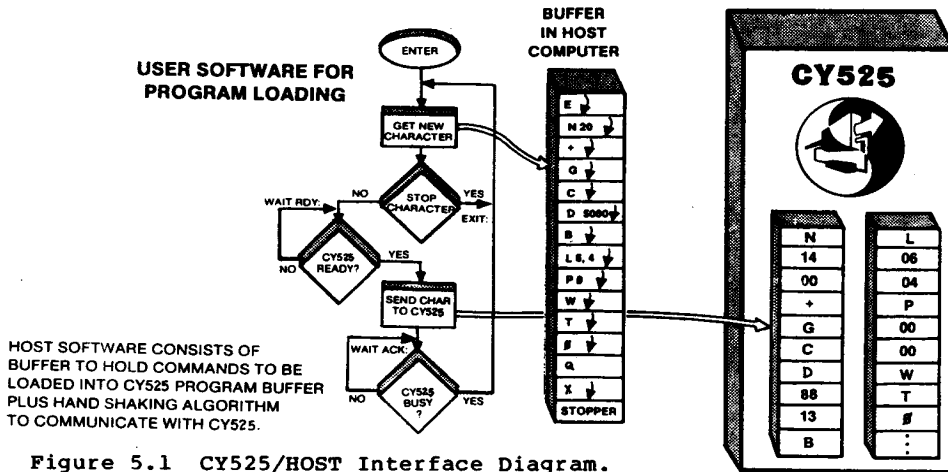 USER SOFTWARE FOR
PROGRAM LOADING
ENTER
GET NEW
CHARACTER
STOP
CHARACTER
NO
YES
EXIT:
WAIT RDY:
CY525
READY?
NO
YES
SEND CHAR
TO CY525
WAIT ACK:
CY525
BUSY
?
NO
YES
HOST SOFTWARE CONSISTS OF
BUFFER TO HOLD COMMANDS TO BE
LOADED INTO CY525 PROGRAM BUFFER
PLUS HAND SHAKING ALGORITHM
TO COMMUNICATE WITH CY525.
BUFFER
IN HOST
COMPUTER
E
N 20
+
G
C
D 5000
B
L 6, 4
P 0
W
T
0
Q
X
STOPPER
CY525
N
14
00
+
G
C
D
88
13
B
L
06
04
P
00
00
W
T
0
:
Figure 5.1 CY525/HOST Interface Diagram.